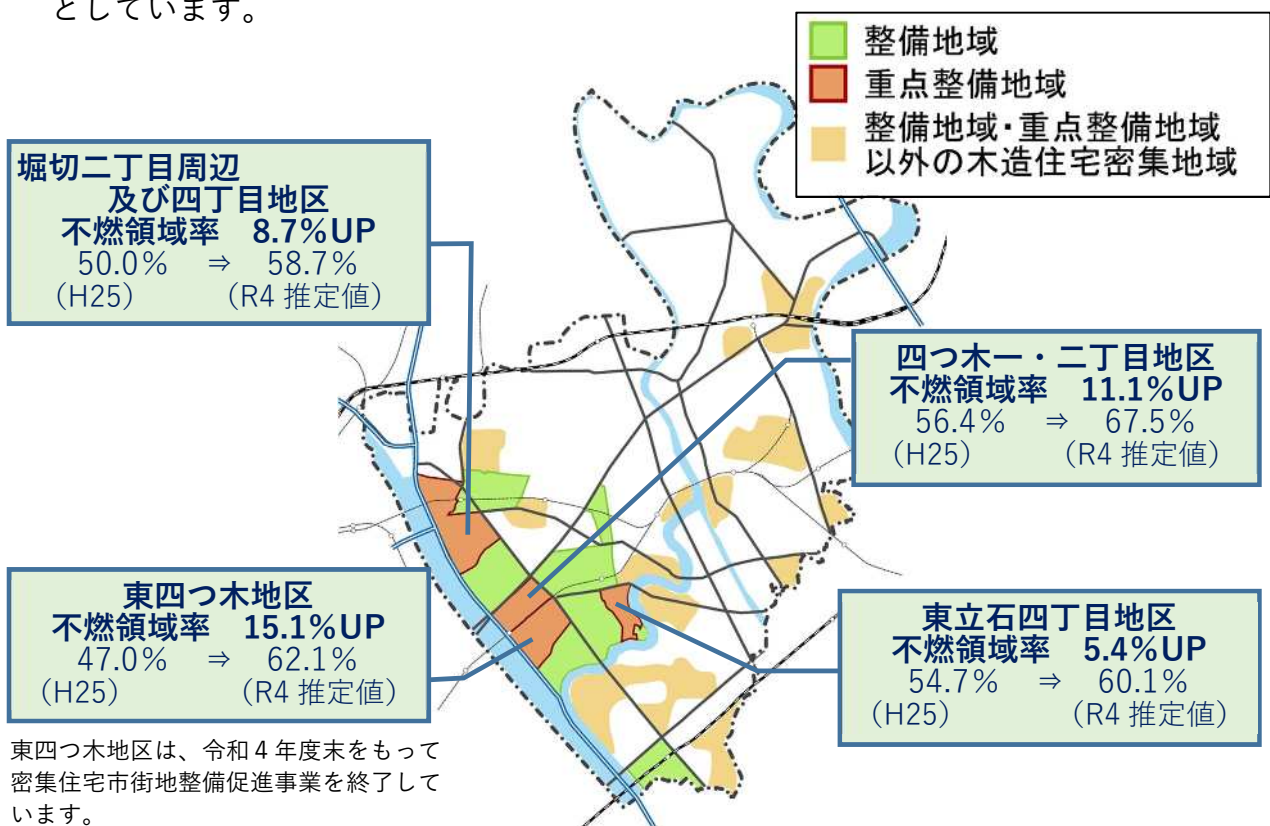 としています。
整備地域
重点整備地域
整備地域・重点整備地域
以外の木造住宅密集地域
堀切二丁目周辺
及び四丁目地区
不燃領域率 8.7%UP
50.0% ⇒ 58.7%
(H25) (R4 推定値)
四つ木一・二丁目地区
不燃領域率 11.1%UP
56.4% ⇒ 67.5%
(H25) (R4 推定値)
東四つ木地区
不燃領域率 15.1%UP
47.0% ⇒ 62.1%
(H25) (R4 推定値)
東立石四丁目地区
不燃領域率 5.4%UP
54.7% ⇒ 60.1%
(H25) (R4 推定値)
東四つ木地区は、令和4年度末をもって
密集住宅市街地整備促進事業を終了して
います。